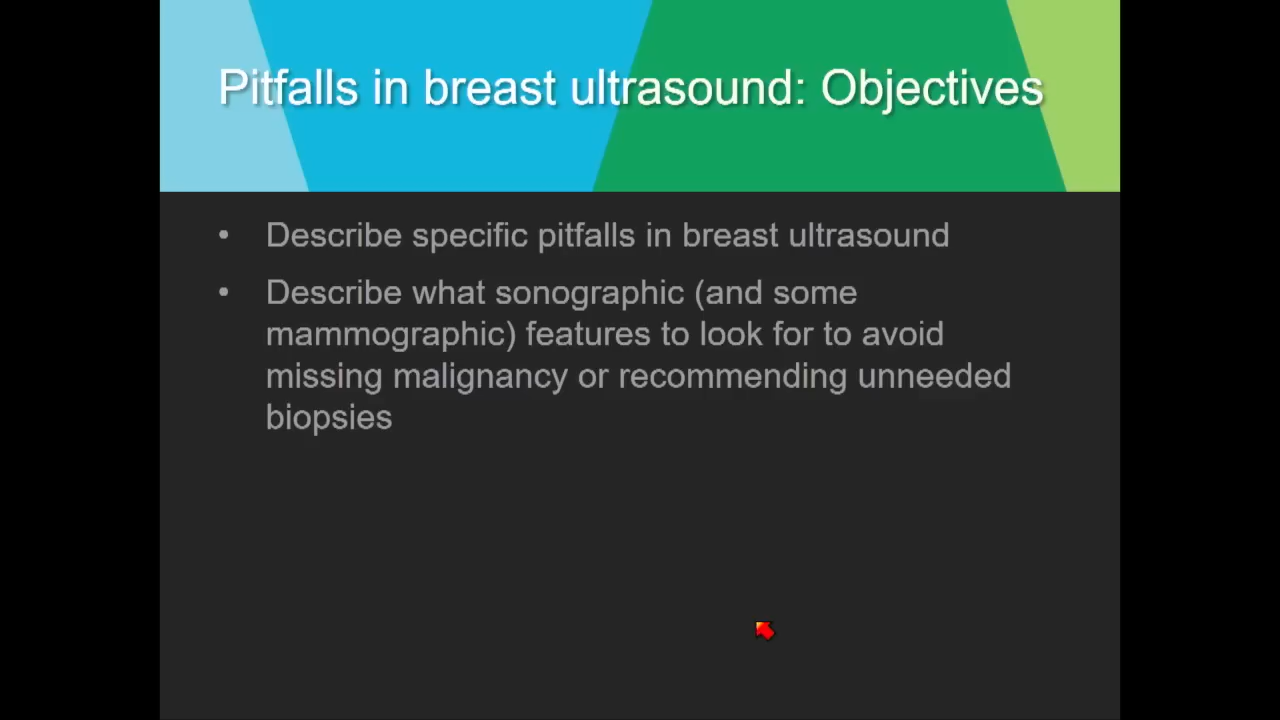 Pitfalls in breast ultrasound: Objectives
• Describe specific pitfalls in breast ultrasound
• Describe what sonographic (and some
mammographic) features to look for to avoid
missing malignancy or recommending unneeded
biopsies